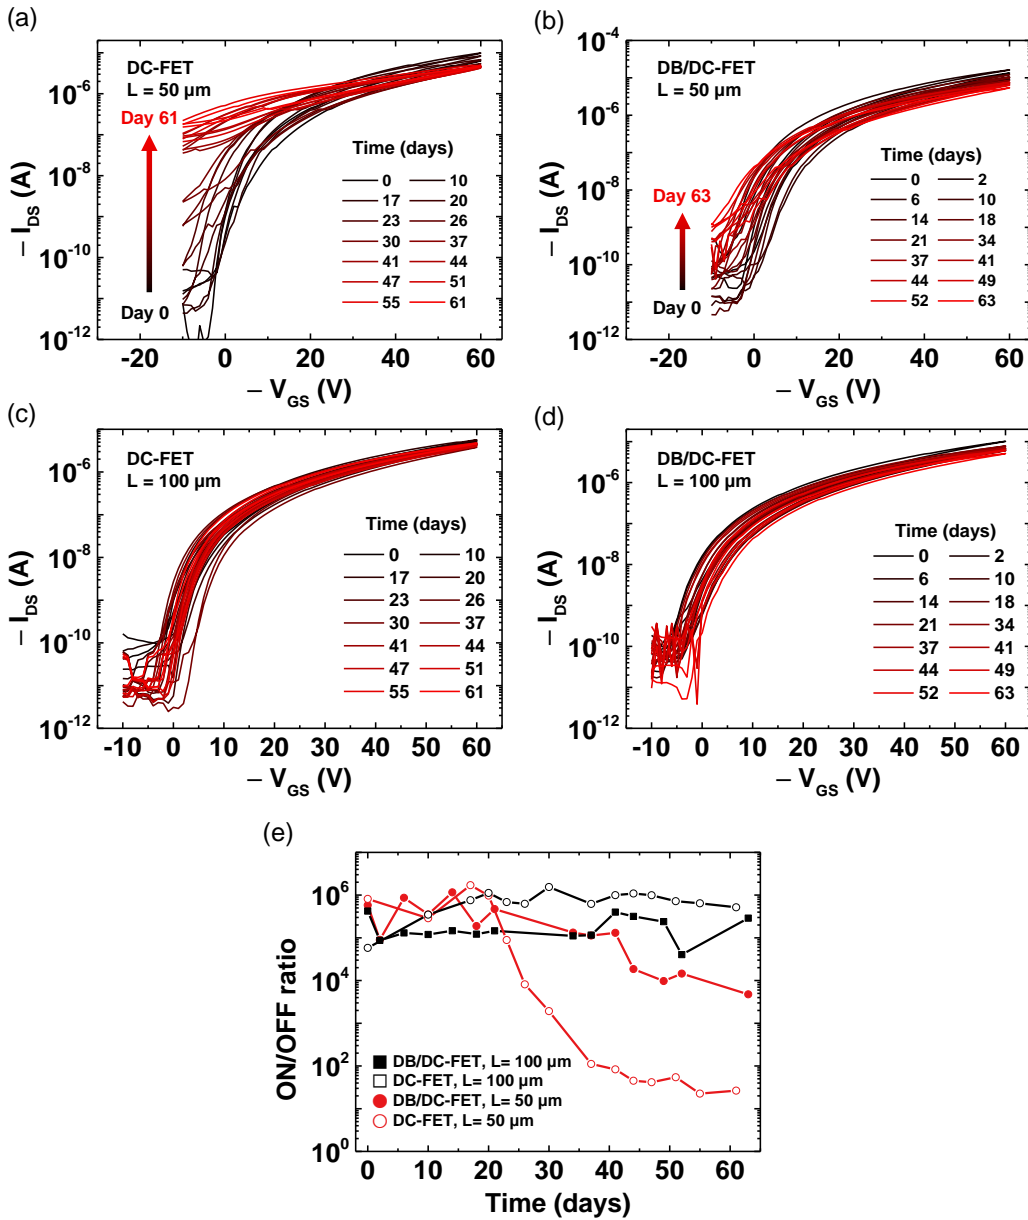 (a)
DC-FET
L = 50 µm
Day 61
Day 0
Time (days)
0 10
17 20
23 26
30 37
41 44
47 51
55 61
10⁻⁶
10⁻⁸
10⁻¹⁰
10⁻¹²
− I_DS (A)
-20 0 20 40 60
− V_GS (V)
(b)
DB/DC-FET
L = 50 µm
Day 63
Day 0
Time (days)
0 2
6 10
14 18
21 34
37 41
44 49
52 63
10⁻⁴
10⁻⁶
10⁻⁸
10⁻¹⁰
10⁻¹²
− I_DS (A)
-20 0 20 40 60
− V_GS (V)
(c)
DC-FET
L = 100 µm
Time (days)
0 10
17 20
23 26
30 37
41 44
47 51
55 61
10⁻⁶
10⁻⁸
10⁻¹⁰
10⁻¹²
− I_DS (A)
-10 0 10 20 30 40 50 60
− V_GS (V)
(d)
DB/DC-FET
L = 100 µm
Time (days)
0 2
6 10
14 18
21 34
37 41
44 49
52 63
10⁻⁶
10⁻⁸
10⁻¹⁰
10⁻¹²
− I_DS (A)
-10 0 10 20 30 40 50 60
− V_GS (V)
(e)
10⁶
10⁴
10²
10⁰
ON/OFF ratio
DB/DC-FET, L= 100 µm
DC-FET, L= 100 µm
DB/DC-FET, L= 50 µm
DC-FET, L= 50 µm
0 10 20 30 40 50 60
Time (days)